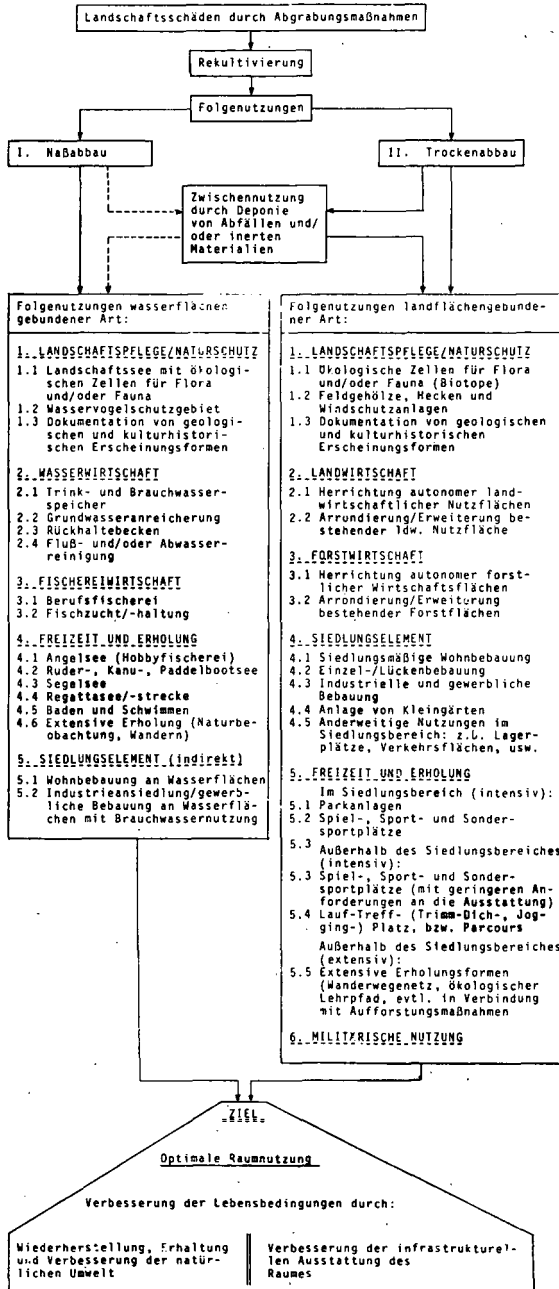 Landschaftsschäden durch Abgrabungsmaßnahmen
Rekultivierung
Folgenutzungen
I. Naßabbau
II. Trockenabbau
Zwischennutzung
durch Deponie
von Abfällen und/
oder inerten
Materialien
Folgenutzungen wasserflächen
gebundener Art:
1. LANDSCHAFTSPFLEGE/NATURSCHUTZ
1.1 Landschaftssee mit ökologi-
schen Zellen für Flora
und/oder Fauna
1.2 Wasservogelschutzgebiet
1.3 Dokumentation von geologi-
schen und kulturhistori-
schen Erscheinungsformen
2. WASSERWIRTSCHAFT
2.1 Trink- und Brauchwasser-
speicher
2.2 Grundwasseranreicherung
2.3 Rückhaltebecken
2.4 Fluß- und/oder Abwasser-
reinigung
3. FISCHEREIWIRTSCHAFT
3.1 Berufsfischerei
3.2 Fischzucht/-haltung
4. FREIZEIT UND ERHOLUNG
4.1 Angelsee (Hobbyfischerei)
4.2 Ruder-, Kanu-, Paddelbootsee
4.3 Segelsee
4.4 Regattasee/-strecke
4.5 Baden und Schwimmen
4.6 Extensive Erholung (Naturbe-
obachtung, Wandern)
5. SIEDLUNGSELEMENT (indirekt)
5.1 Wohnbebauung an Wasserflächen
5.2 Industrieansiedlung/gewerb-
liche Bebauung an Wasserflä-
chen mit Brauchwassernutzung
Folgenutzungen landflächengebunde-
ner Art:
1. LANDSCHAFTSPFLEGE/NATURSCHUTZ
1.1 Ökologische Zellen für Flora
und/oder Fauna (Biotope)
1.2 Feldgehölze, Hecken und
Windschutzanlagen
1.3 Dokumentation von geologischen
und kulturhistorischen
Erscheinungsformen
2. LANDWIRTSCHAFT
2.1 Herrichtung autonomer land-
wirtschaftlicher Nutzflächen
2.2 Arrondierung/Erweiterung be-
stehender ldw. Nutzfläche
3. FORSTWIRTSCHAFT
3.1 Herrichtung autonomer forst-
licher Wirtschaftsflächen
3.2 Arrondierung/Erweiterung
bestehender Forstflächen
4. SIEDLUNGSELEMENT
4.1 Siedlungsmäßige Wohnbebauung
4.2 Einzel-/Lückenbebauung
4.3 Industrielle und gewerbliche
Bebauung
4.4 Anlage von Kleingärten
4.5 Anderweitige Nutzungen im
Siedlungsbereich: z.b. Lager-
plätze, Verkehrsflächen, usw.
5. FREIZEIT UND ERHOLUNG
Im Siedlungsbereich (intensiv):
5.1 Parkanlagen
5.2 Spiel-, Sport- und Sonder-
sportplätze
5.3
Außerhalb des Siedlungsbereiches
(intensiv):
5.3 Spiel-, Sport- und Sonder-
sportplätze (mit geringeren An-
forderungen an die Ausstattung)
5.4 Lauf-Treff- (Trimm-Dich-, Jog-
ging-) Platz, bzw. Parcours
Außerhalb des Siedlungsbereiches
(extensiv):
5.5 Extensive Erholungsformen
(Wanderwegenetz, ökologischer
Lehrpfad, evtl. in Verbindung
mit Aufforstungsmaßnahmen
6. MILITÄRISCHE NUTZUNG
ZIEL
Optimale Raumnutzung
Verbesserung der Lebensbedingungen durch:
Wiederherstellung, Erhaltung
und Verbesserung der natür-
lichen Umwelt
Verbesserung der infrastrukturel-
len Ausstattung des
Raumes